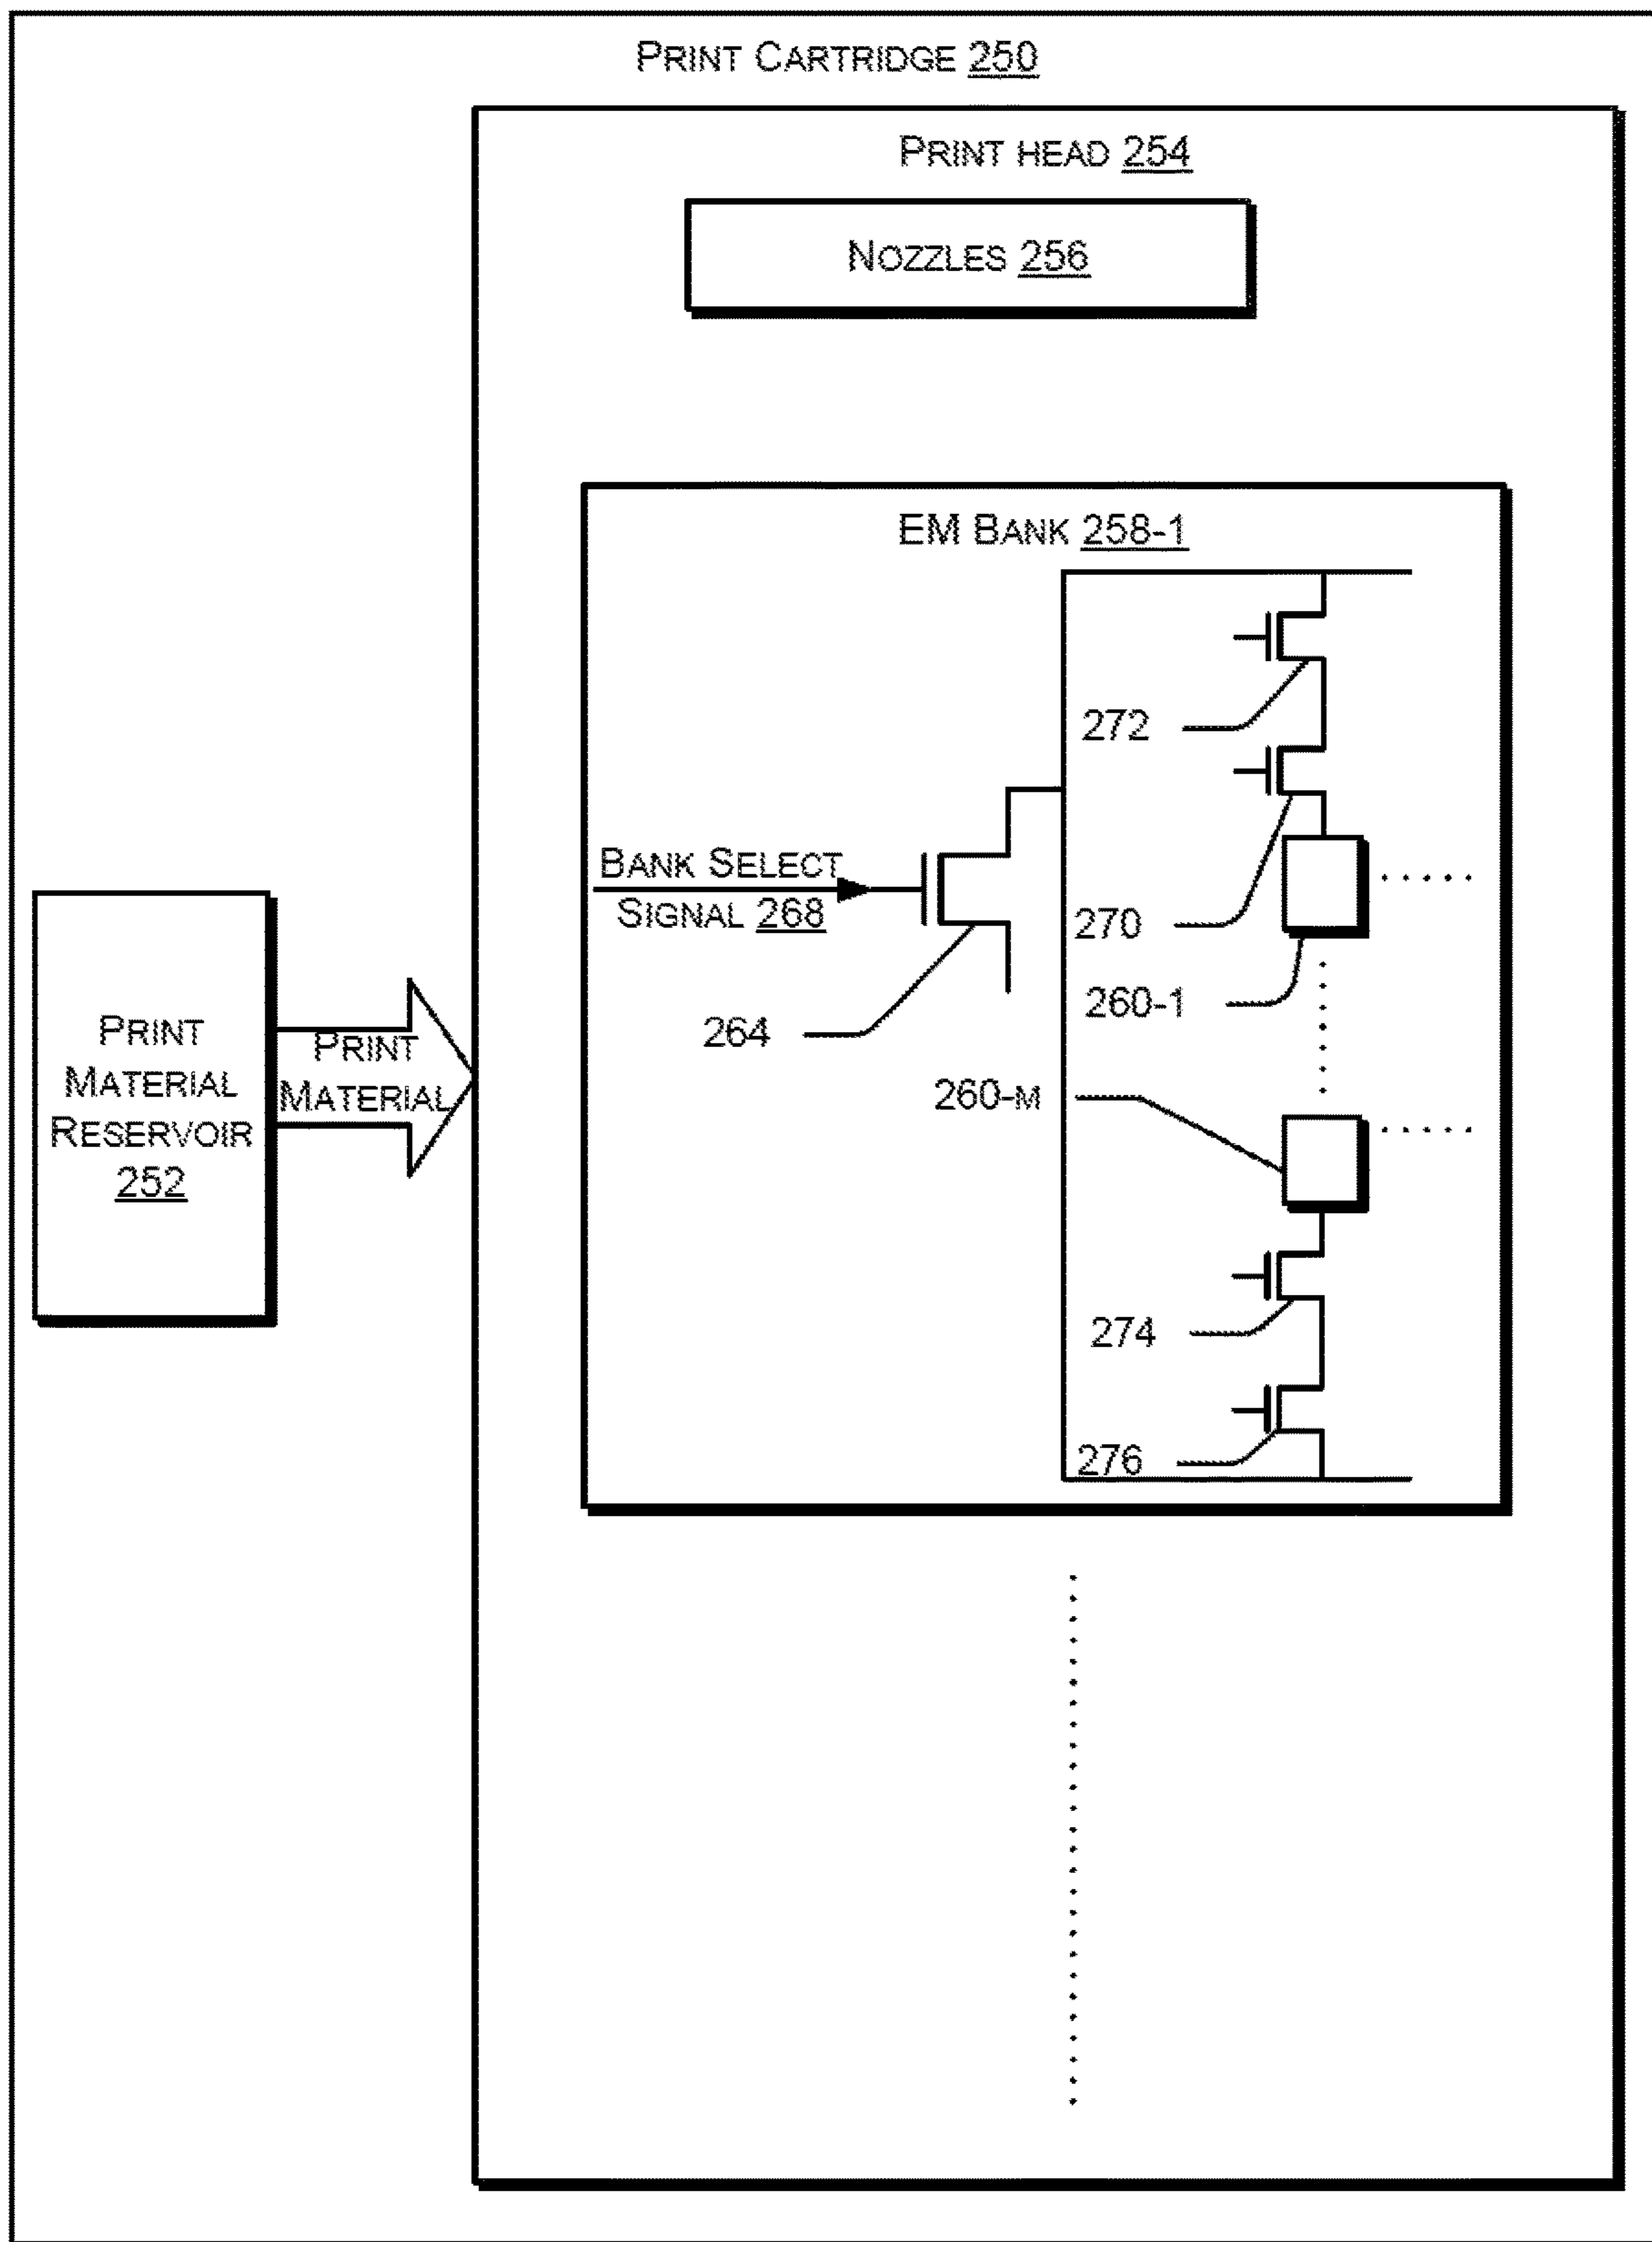 PRINT CARTRIDGE 250
PRINT HEAD 254
NOZZLES 256
EM BANK 258-1
272
BANK SELECT
SIGNAL 268
270
260-1
264
PRINT
MATERIAL
RESERVOIR
252
PRINT
MATERIAL
260-M
274
276